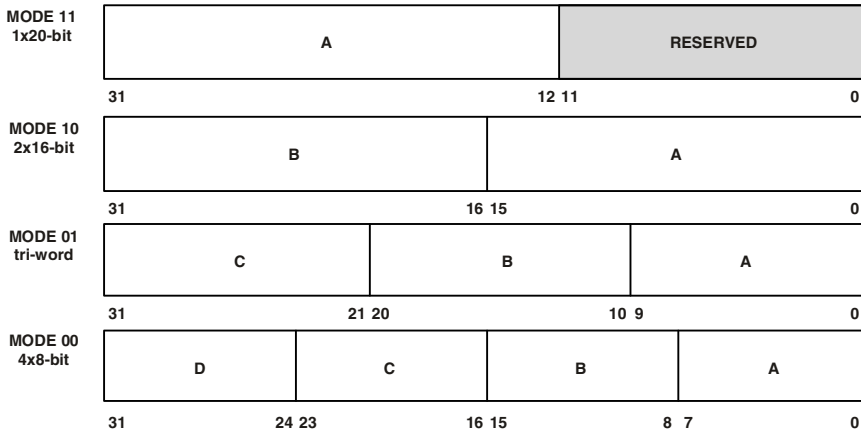 MODE 11
1x20-bit
A
RESERVED
31 12 11 0
MODE 10
2x16-bit
B
A
31 16 15 0
MODE 01
tri-word
C
B
A
31 21 20 10 9 0
MODE 00
4x8-bit
D
C
B
A
31 24 23 16 15 8 7 0